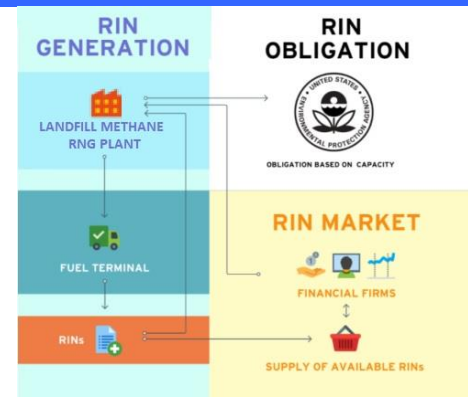 RIN
GENERATION
LANDFILL METHANE
RNG PLANT
FUEL TERMINAL
RINs
RIN
OBLIGATION
UNITED STATES
ENVIRONMENTAL PROTECTION AGENCY
OBLIGATION BASED ON CAPACITY
RIN MARKET
FINANCIAL FIRMS
SUPPLY OF AVAILABLE RINs